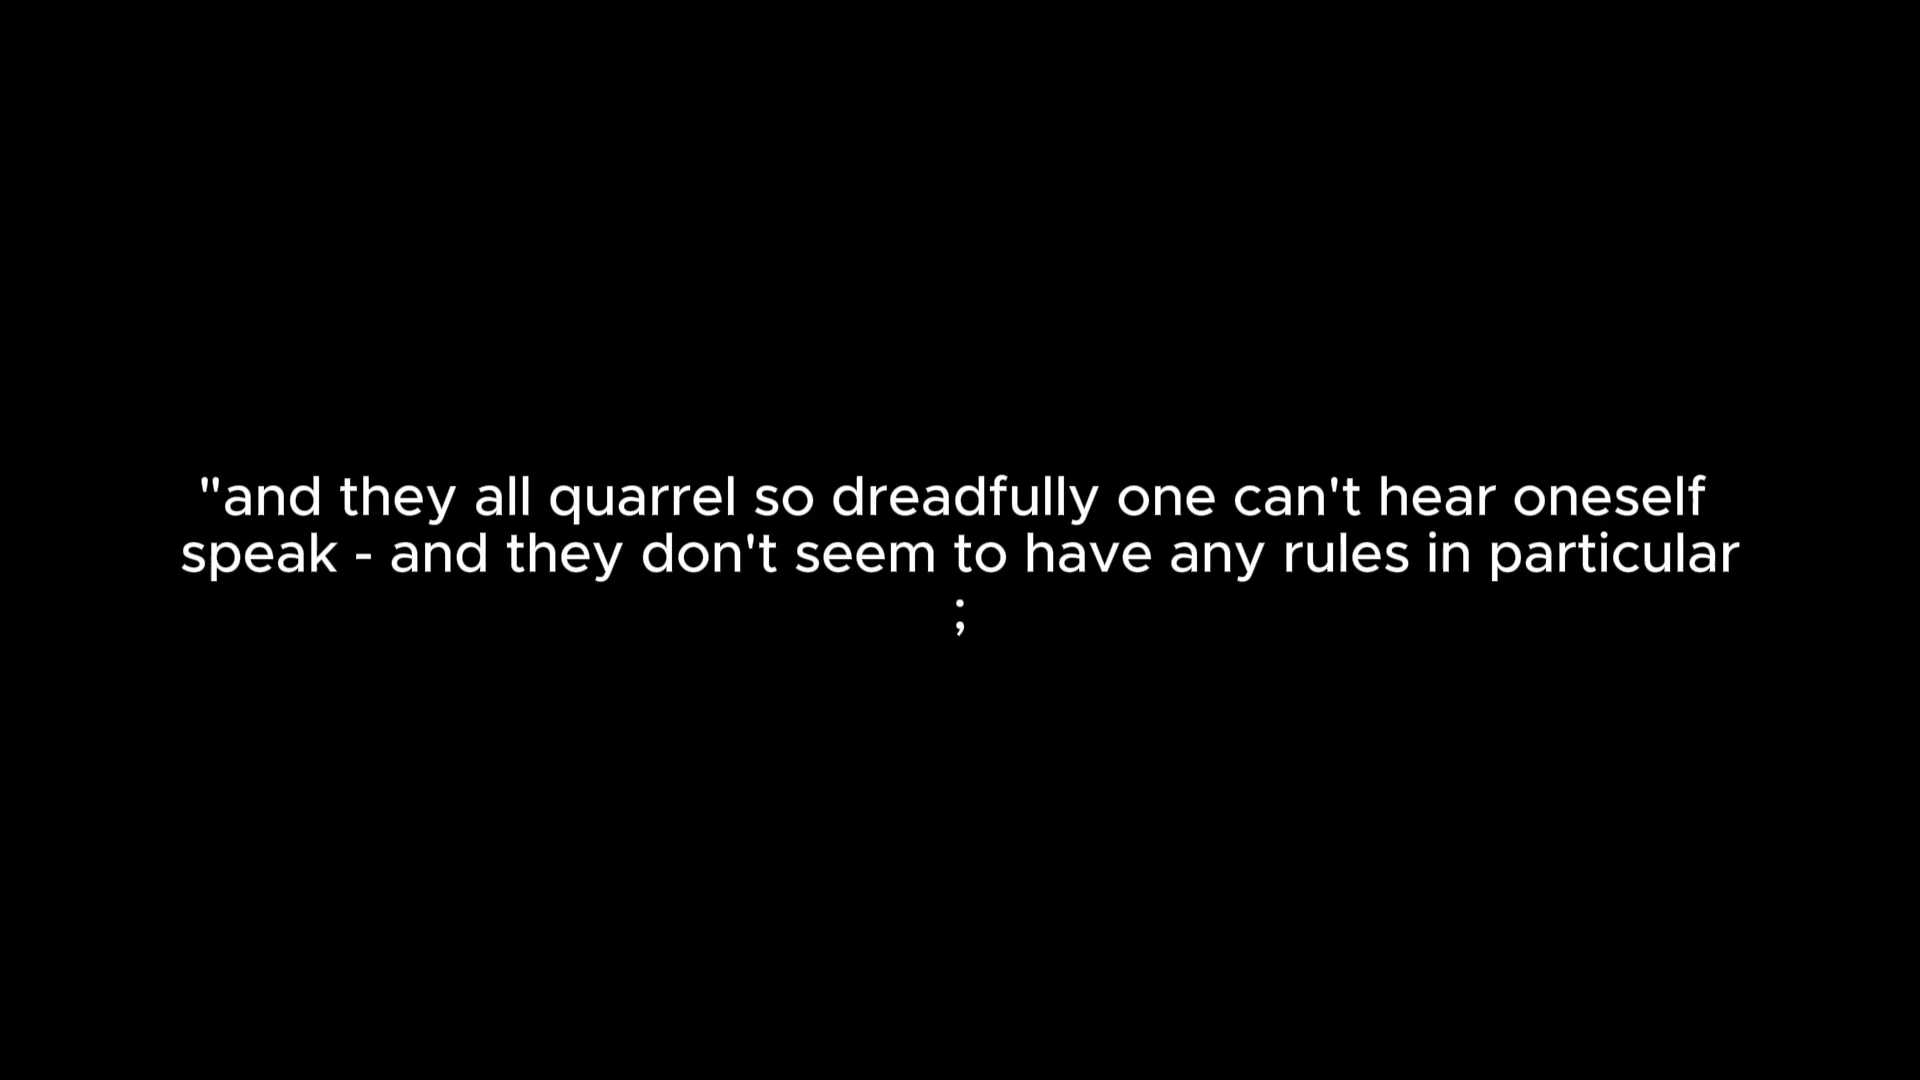 "and they all quarrel so dreadfully one can't hear oneself
speak - and they don't seem to have any rules in particular
;